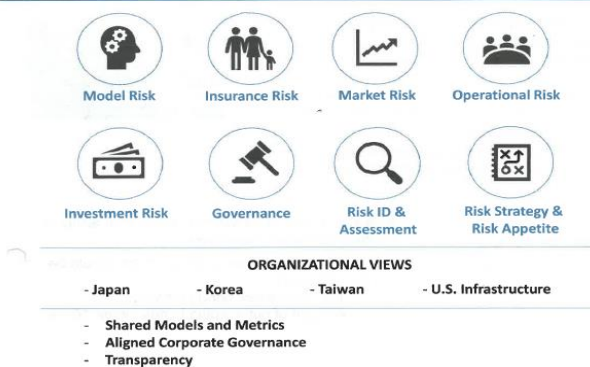 Model Risk
Insurance Risk
Market Risk
Operational Risk
Investment Risk
Governance
Risk ID &
Assessment
Risk Strategy &
Risk Appetite
ORGANIZATIONAL VIEWS
- Japan - Korea - Taiwan - U.S. Infrastructure
- Shared Models and Metrics
- Aligned Corporate Governance
- Transparency